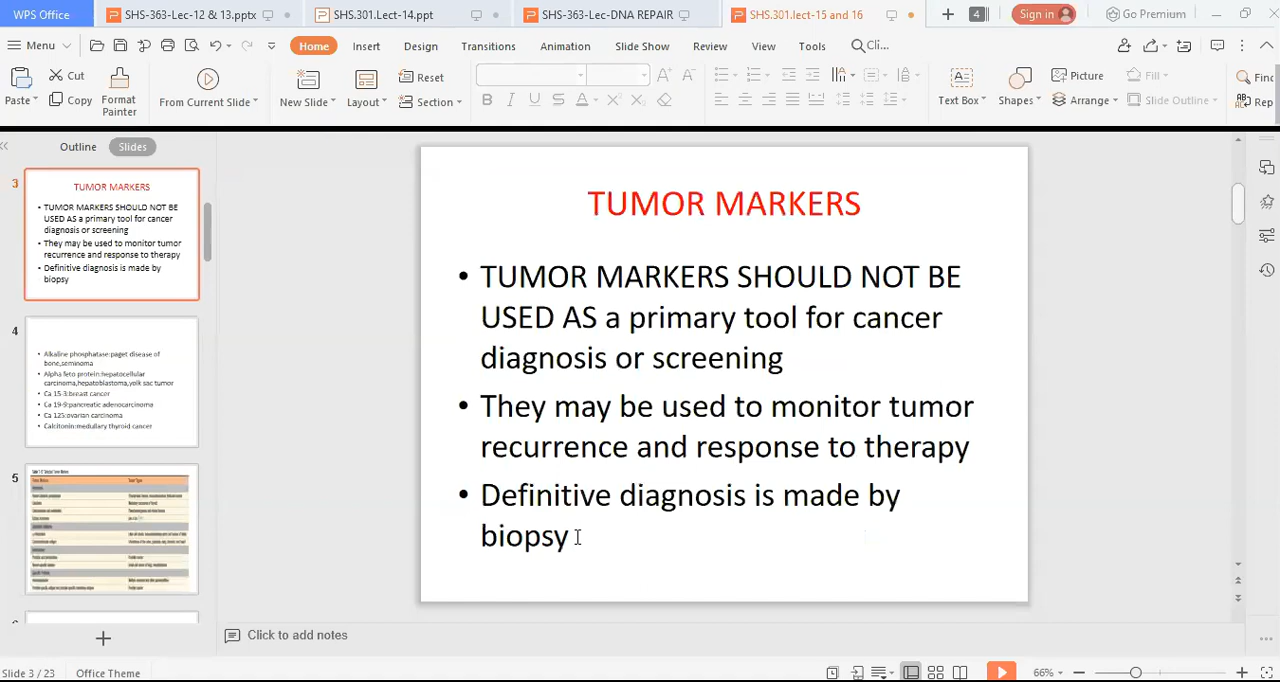 WPS Office
SHS-363-Lec-12 & 13.pptx
SHS.301.Lect-14.ppt
SHS-363-Lec-DNA REPAIR
SHS.301.lect-15 and 16
4
Sign in
Go Premium
Menu
Home
Insert
Design
Transitions
Animation
Slide Show
Review
View
Tools
Cli...
Paste
Cut
Copy
Format
Painter
From Current Slide
New Slide
Layout
Reset
Section
B I U S A
Text Box
Shapes
Picture
Arrange
Fill
Slide Outline
Find
Rep
Outline
Slides
3
TUMOR MARKERS
• TUMOR MARKERS SHOULD NOT BE
USED AS a primary tool for cancer
diagnosis or screening
• They may be used to monitor tumor
recurrence and response to therapy
• Definitive diagnosis is made by
biopsy
4
• Alkaline phosphatase:paget disease of
bone,seminoma
• Alpha feto protein:hepatocellular
carcinoma,hepatoblastoma,yolk sac tumor
• Ca 15-3:breast cancer
• Ca 19-9:pancreatic adenocarcinoma
• Ca 125:ovarian carcinoma
• Calcitonin:medullary thyroid cancer
5
TUMOR MARKERS
• TUMOR MARKERS SHOULD NOT BE
USED AS a primary tool for cancer
diagnosis or screening
• They may be used to monitor tumor
recurrence and response to therapy
• Definitive diagnosis is made by
biopsy
Click to add notes
Slide 3 / 23
Office Theme
66%